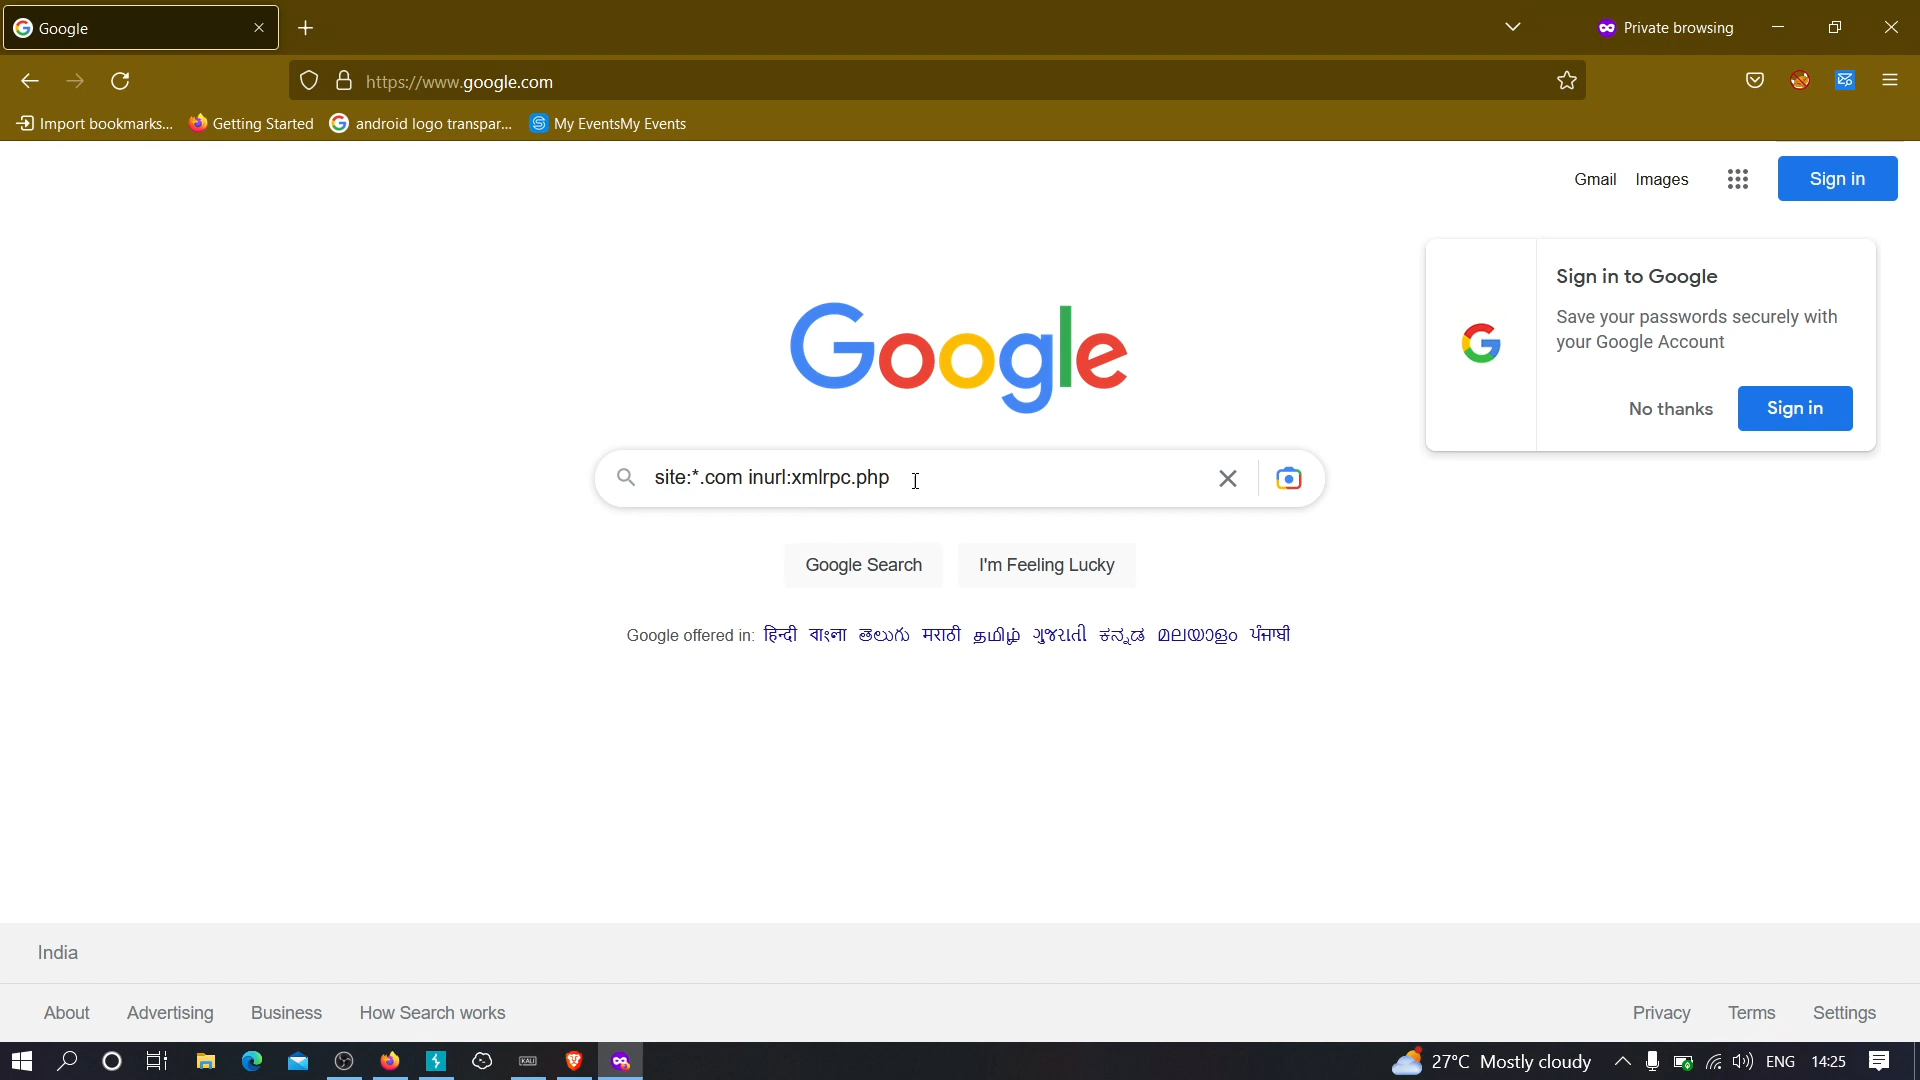 Google
Private browsing
https://www.google.com
Import bookmarks...
Getting Started
android logo transpar...
My EventsMy Events
Gmail
Images
Sign in
Sign in to Google
Save your passwords securely with
your Google Account
No thanks
Sign in
Google
site:*.com inurl:xmlrpc.php
Google Search
I'm Feeling Lucky
Google offered in: हिन्दी বাংলা తెలుగు मराठी தமிழ் ગુજરાતી ಕನ್ನಡ മലയാളം ਪੰਜਾਬੀ
India
About
Advertising
Business
How Search works
Privacy
Terms
Settings
KALI
27°C Mostly cloudy
ENG
14:25